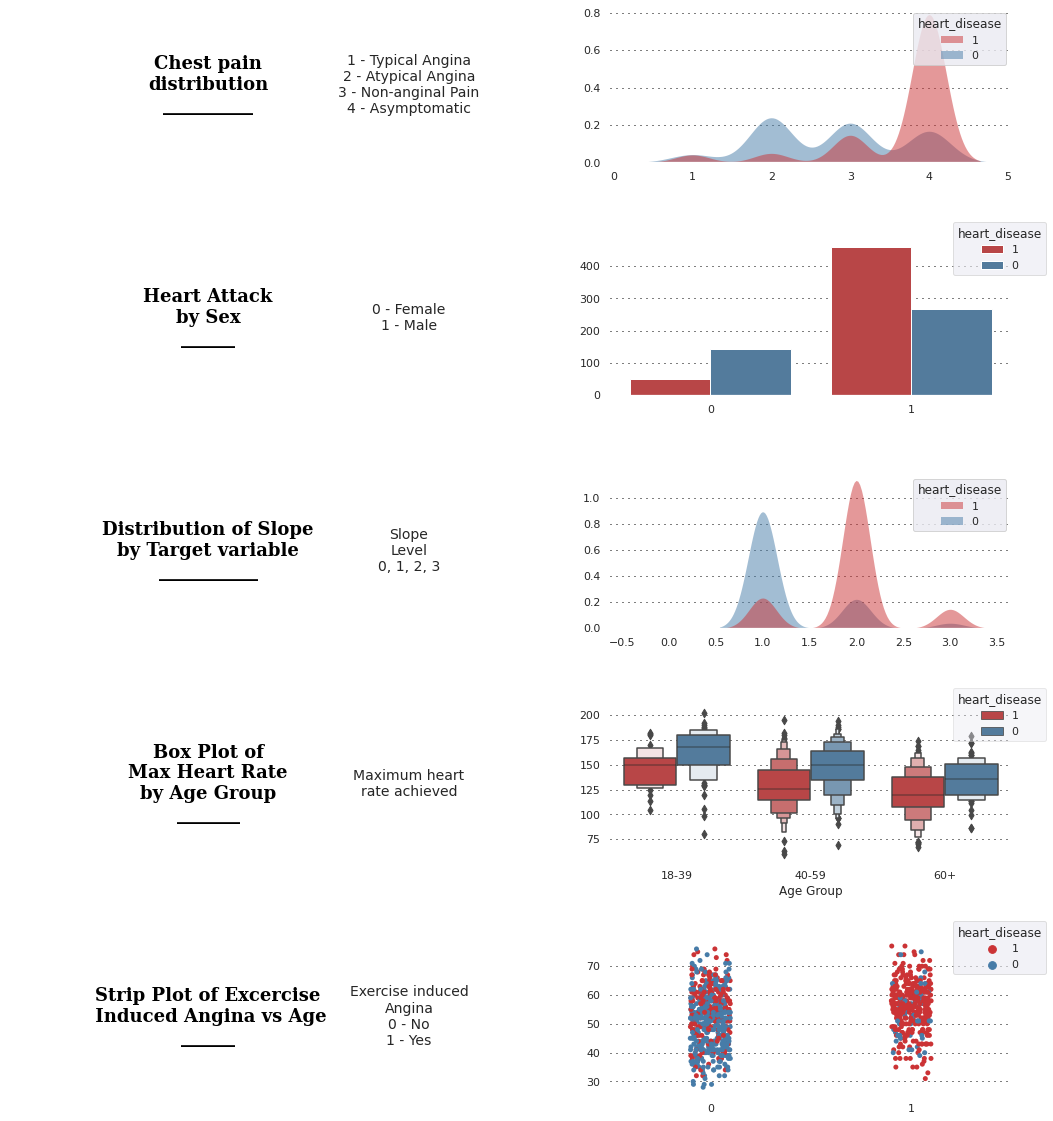 Chest pain
distribution
1 - Typical Angina
2 - Atypical Angina
3 - Non-anginal Pain
4 - Asymptomatic
heart_disease
1
0
0.8
0.6
0.4
0.2
0.0
0 1 2 3 4 5
Heart Attack
by Sex
0 - Female
1 - Male
heart_disease
1
0
400
300
200
100
0
0 1
Distribution of Slope
by Target variable
Slope
Level
0, 1, 2, 3
heart_disease
1
0
1.0
0.8
0.6
0.4
0.2
0.0
−0.5 0.0 0.5 1.0 1.5 2.0 2.5 3.0 3.5
Box Plot of
Max Heart Rate
by Age Group
Maximum heart
rate achieved
heart_disease
1
0
200
175
150
125
100
75
18-39 40-59 60+
Age Group
Strip Plot of Excercise
Induced Angina vs Age
Exercise induced
Angina
0 - No
1 - Yes
heart_disease
1
0
70
60
50
40
30
0 1